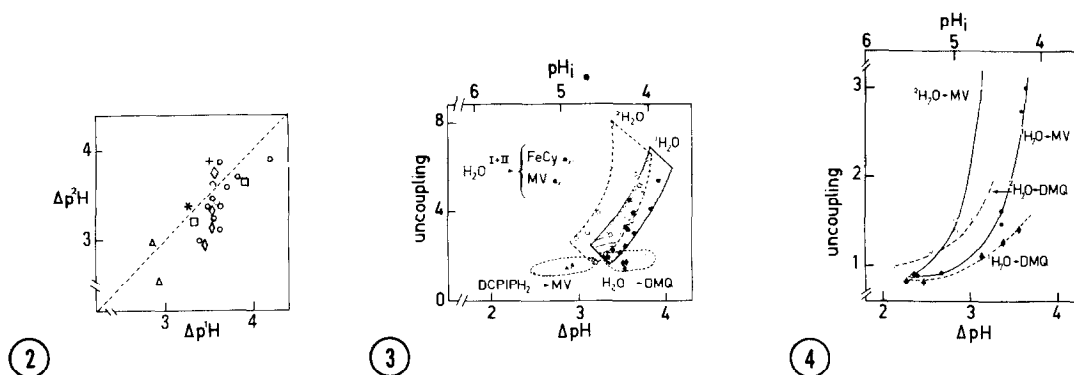 Δp²H
4
3
3
4
Δp¹H
2
pHᵢ
6
5
4
uncoupling
8
4
0
²H₂O
¹H₂O
H₂O I+II → { FeCy
MV
DCPIPH₂ → MV
H₂O → DMQ
2
3
4
ΔpH
3
pHᵢ
6
5
4
uncoupling
3
2
1
²H₂O→MV
¹H₂O→MV
²H₂O→DMQ
¹H₂O→DMQ
2
3
4
ΔpH
4